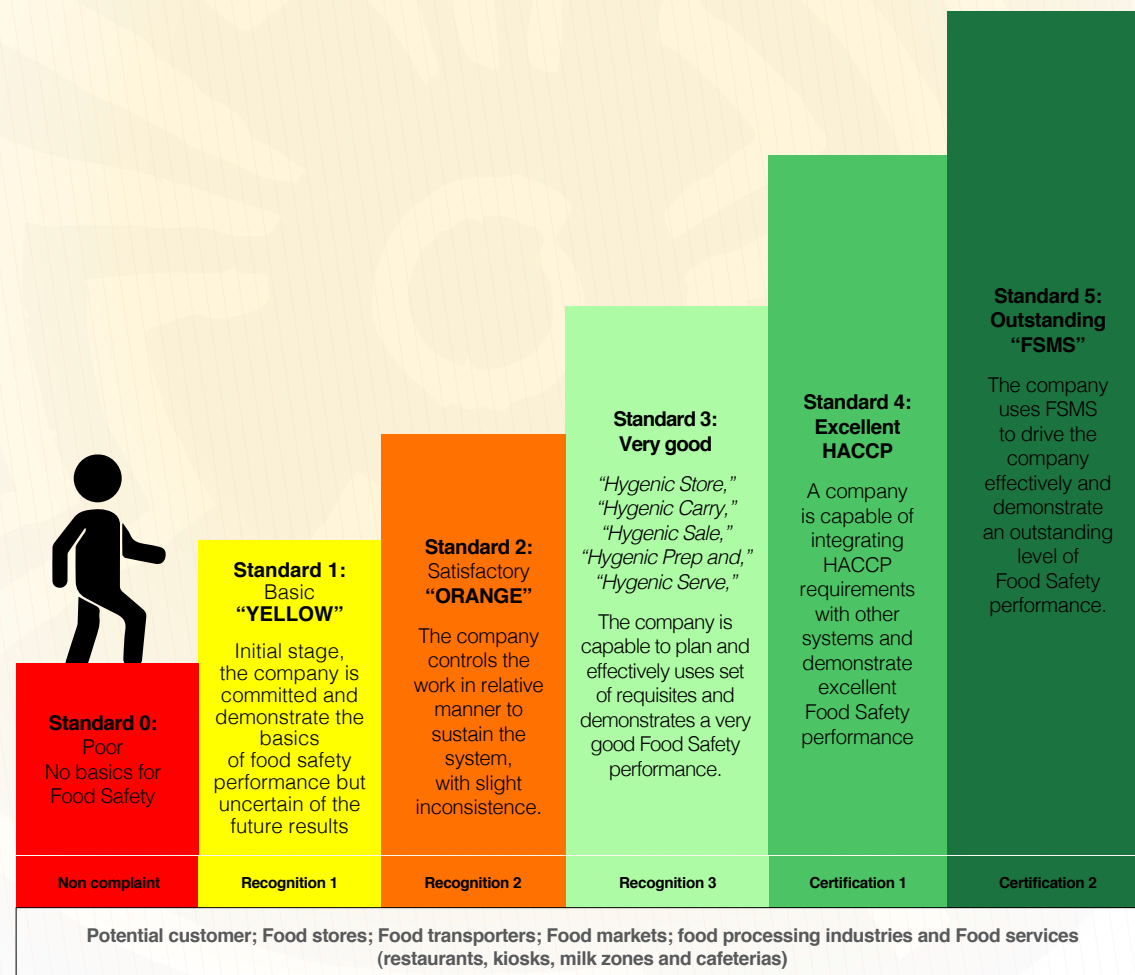 Standard 0:
Poor
No basics for
Food Safety
Non complaint
Standard 1:
Basic
“YELLOW”
Initial stage,
the company is
committed and
demonstrate the
basics
of food safety
performance but
uncertain of the
future results
Recognition 1
Standard 2:
Satisfactory
“ORANGE”
The company
controls the
work in relative
manner to
sustain the
system,
with slight
inconsistence.
Recognition 2
Standard 3:
Very good
“Hygenic Store,”
“Hygenic Carry,”
“Hygenic Sale,”
“Hygenic Prep and,”
“Hygenic Serve,”
The company is
capable to plan and
effectively uses set
of requisites and
demonstrates a very
good Food Safety
performance.
Recognition 3
Standard 4:
Excellent
HACCP
A company
is capable of
integrating
HACCP
requirements
with other
systems and
demonstrate
excellent
Food Safety
performance
Certification 1
Standard 5:
Outstanding
“FSMS”
The company
uses FSMS
to drive the
company
effectively and
demonstrate
an outstanding
level of
Food Safety
performance.
Certification 2
Potential customer; Food stores; Food transporters; Food markets; food processing industries and Food services
(restaurants, kiosks, milk zones and cafeterias)